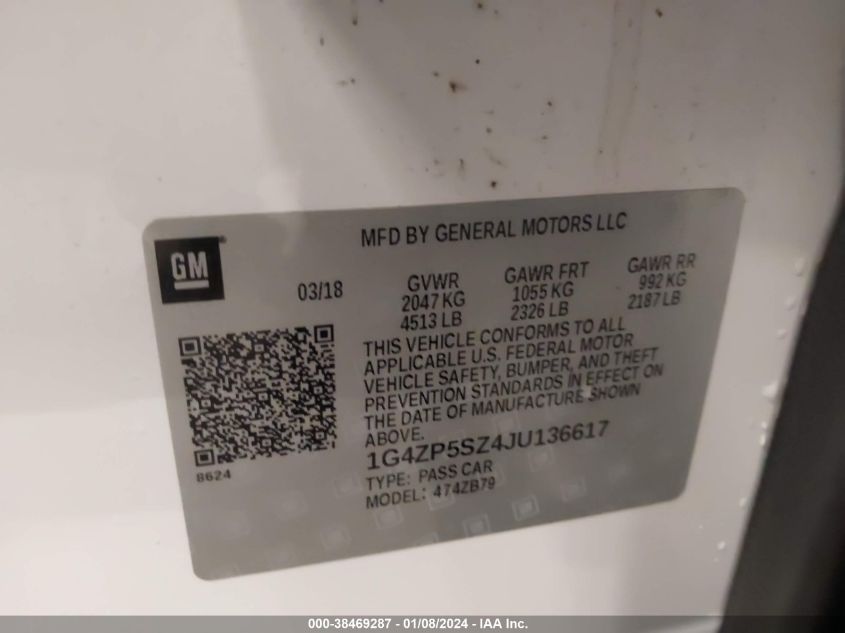 MFD BY GENERAL MOTORS LLC
GM
03/18
GVWR
2047 KG
4513 LB
GAWR FRT
1055 KG
2326 LB
GAWR RR
992 KG
2187 LB
THIS VEHICLE CONFORMS TO ALL
APPLICABLE U.S. FEDERAL MOTOR
VEHICLE SAFETY, BUMPER, AND THEFT
PREVENTION STANDARDS IN EFFECT ON
THE DATE OF MANUFACTURE SHOWN
ABOVE.
1G4ZP5SZ4JU136617
8624
TYPE: PASS CAR
MODEL: 4Z4ZB79
000-38469287 - 01/08/2024 - IAA Inc.